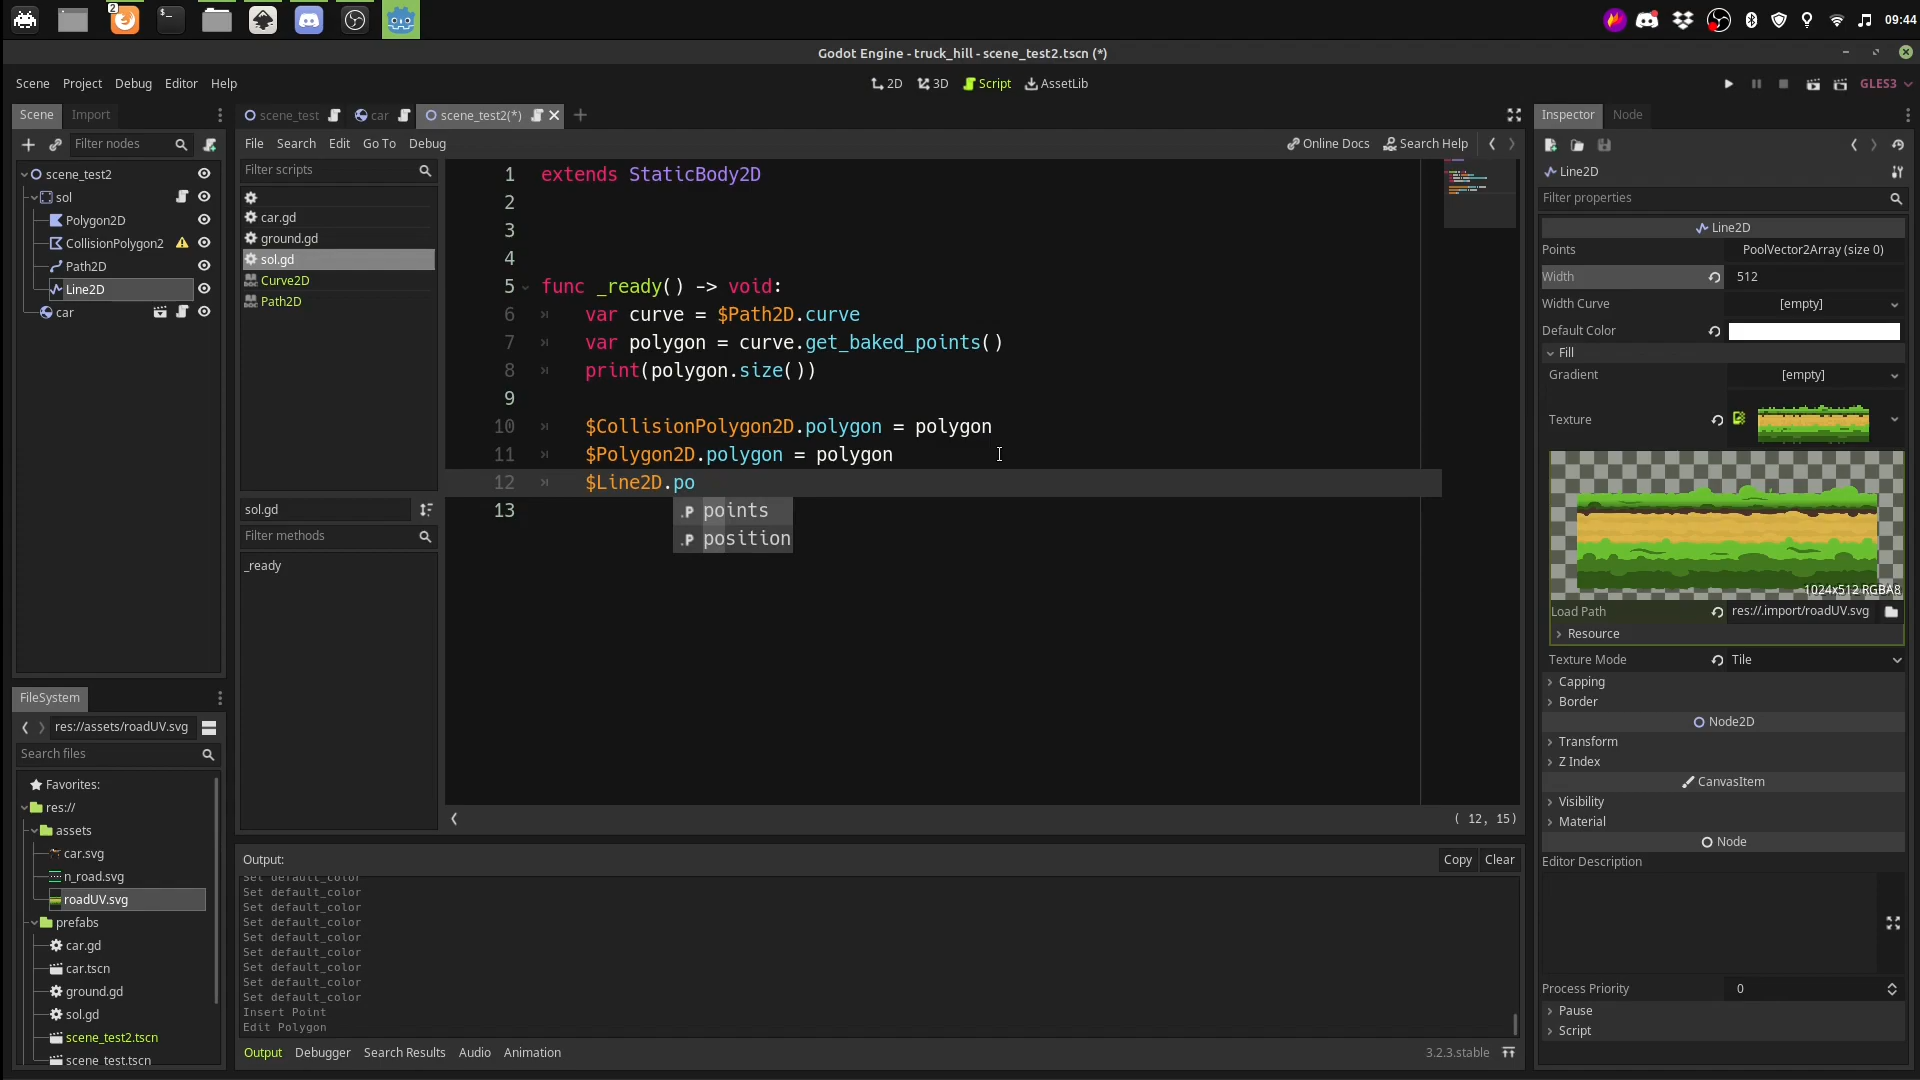 2
09:44
Godot Engine - truck_hill - scene_test2.tscn (*)
Scene Project Debug Editor Help
2D 3D Script AssetLib
GLES3
Scene Import
Filter nodes
scene_test2
sol
Polygon2D
CollisionPolygon2
Path2D
Line2D
car
scene_test car scene_test2(*)
File Search Edit Go To Debug
Online Docs Search Help
Filter scripts
car.gd
ground.gd
sol.gd
Curve2D
Path2D
sol.gd
Filter methods
_ready
1 extends StaticBody2D
2
3
4
5 func _ready() -> void:
6 var curve = $Path2D.curve
7 var polygon = curve.get_baked_points()
8 print(polygon.size())
9
10 $CollisionPolygon2D.polygon = polygon
11 $Polygon2D.polygon = polygon
12 $Line2D.po
13
.P points
.P position
( 12, 15)
Output:
Copy Clear
Set default_color
Set default_color
Set default_color
Set default_color
Set default_color
Set default_color
Set default_color
Set default_color
Set default_color
Insert Point
Edit Polygon
Output Debugger Search Results Audio Animation
3.2.3.stable
FileSystem
res://assets/roadUV.svg
Search files
Favorites:
res://
assets
car.svg
n_road.svg
roadUV.svg
prefabs
car.gd
car.tscn
ground.gd
sol.gd
scene_test2.tscn
scene_test.tscn
Inspector Node
Line2D
Filter properties
Line2D
Points PoolVector2Array (size 0)
Width 512
Width Curve [empty]
Default Color
Fill
Gradient [empty]
Texture
1024x512 RGBA8
Load Path res://.import/roadUV.svg
Resource
Texture Mode Tile
Capping
Border
Node2D
Transform
Z Index
CanvasItem
Visibility
Material
Node
Editor Description
Process Priority 0
Pause
Script